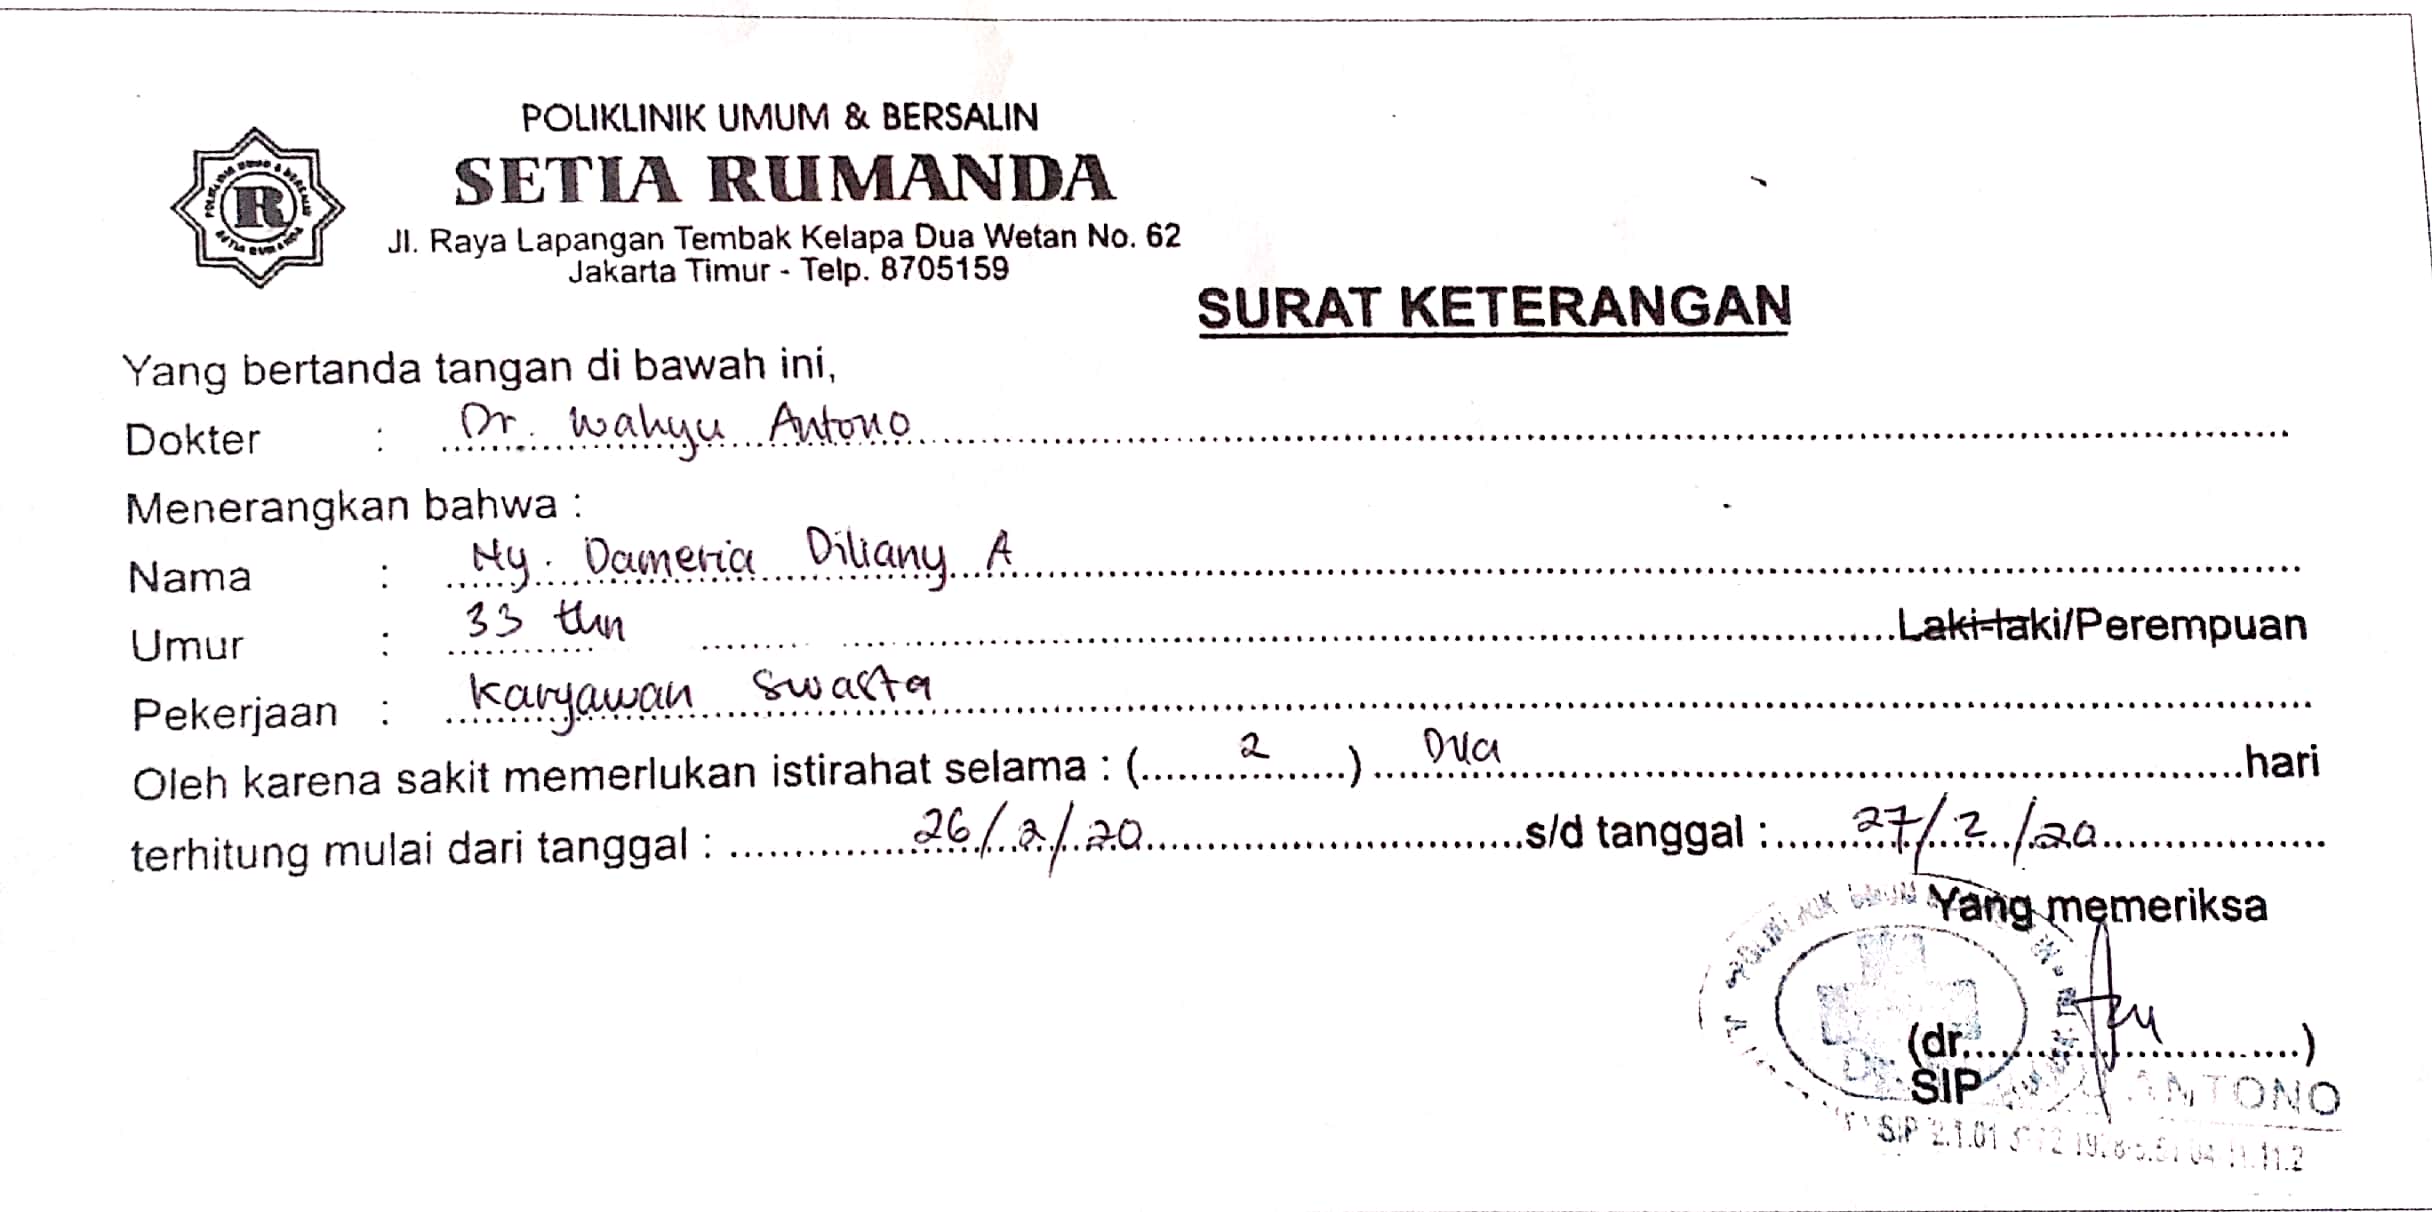 POLIKLINIK UMUM & BERSALIN
SETIA RUMANDA
Jl. Raya Lapangan Tembak Kelapa Dua Wetan No. 62
Jakarta Timur - Telp. 8705159
R
SURAT KETERANGAN
Yang bertanda tangan di bawah ini,
Dokter : Dr. Wahyu Antono
Menerangkan bahwa :
Nama : Ny. Dameria Diliany A
Umur : 33 thn Laki-laki/Perempuan
Pekerjaan : Karyawan Swasta
Oleh karena sakit memerlukan istirahat selama : (2) Dua hari
terhitung mulai dari tanggal : 26/2/20 s/d tanggal : 27/2/20
Yang memeriksa
(dr. )
SIP
ANTONO
SIP 2.1.01